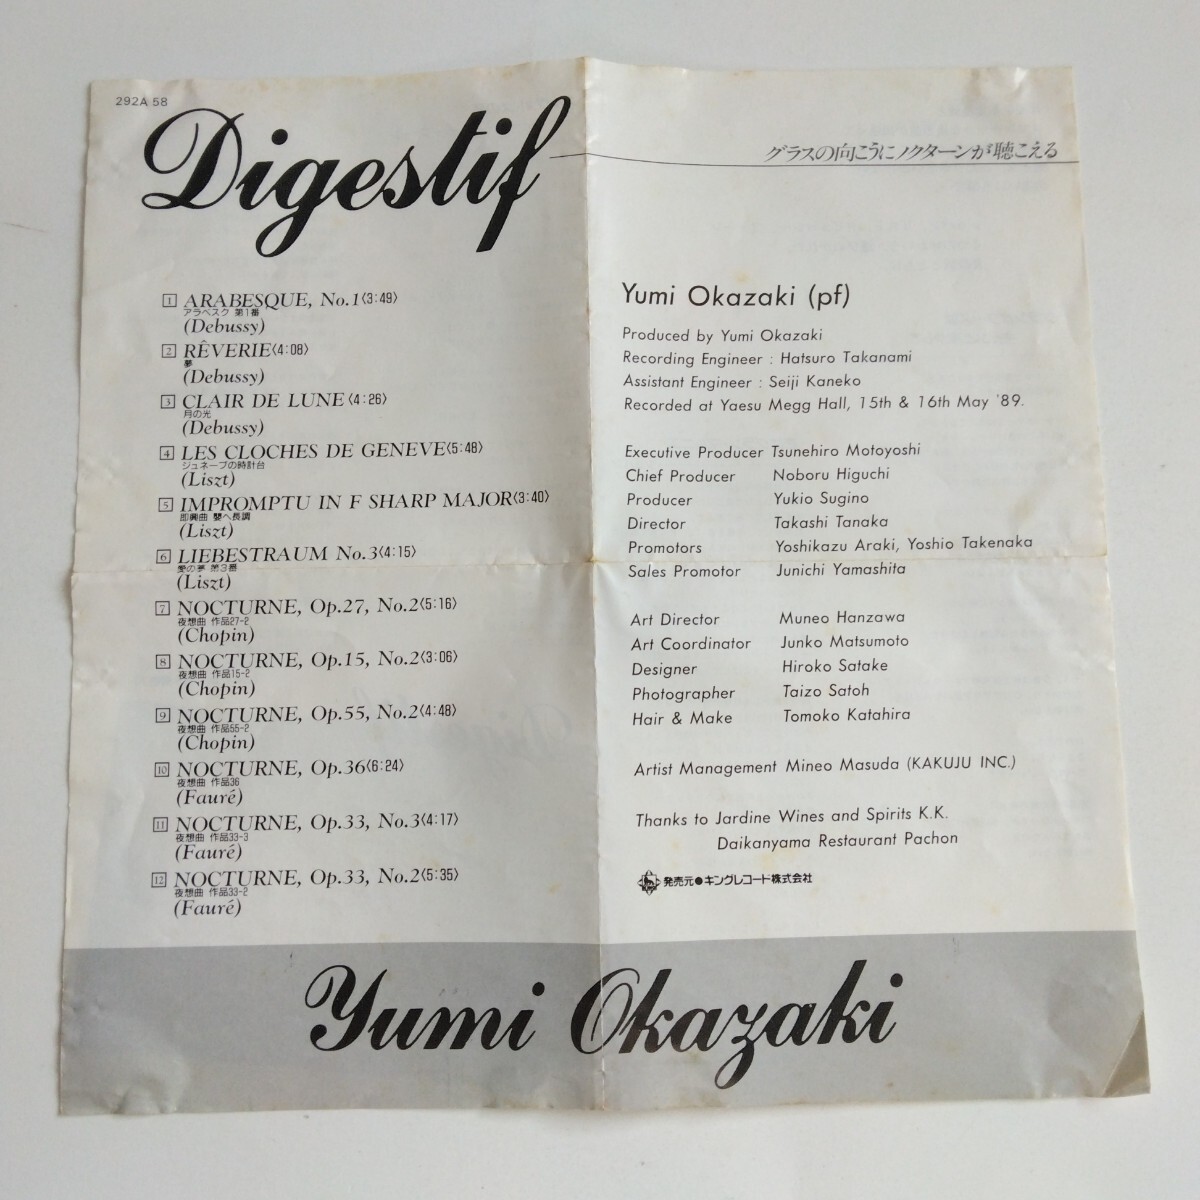 292A 58
Digestif
グラスの向こうにノクターンが聴こえる
1 ARABESQUE, No.1〈3:49〉
アラベスク 第1番
(Debussy)
2 RÊVERIE〈4:08〉
夢
(Debussy)
3 CLAIR DE LUNE〈4:26〉
月の光
(Debussy)
4 LES CLOCHES DE GENEVE〈5:48〉
ジュネーブの時計台
(Liszt)
5 IMPROMPTU IN F SHARP MAJOR〈3:40〉
即興曲 嬰ヘ長調
(Liszt)
6 LIEBESTRAUM No.3〈4:15〉
愛の夢 第3番
(Liszt)
7 NOCTURNE, Op.27, No.2〈5:16〉
夜想曲 作品27-2
(Chopin)
8 NOCTURNE, Op.15, No.2〈3:06〉
夜想曲 作品15-2
(Chopin)
9 NOCTURNE, Op.55, No.2〈4:48〉
夜想曲 作品55-2
(Chopin)
10 NOCTURNE, Op.36〈6:24〉
夜想曲 作品36
(Fauré)
11 NOCTURNE, Op.33, No.3〈4:17〉
夜想曲 作品33-3
(Fauré)
12 NOCTURNE, Op.33, No.2〈5:35〉
夜想曲 作品33-2
(Fauré)
Yumi Okazaki (pf)
Produced by Yumi Okazaki
Recording Engineer : Hatsuro Takanami
Assistant Engineer : Seiji Kaneko
Recorded at Yaesu Megg Hall, 15th & 16th May '89.
Executive Producer Tsunehiro Motoyoshi
Chief Producer Noboru Higuchi
Producer Yukio Sugino
Director Takashi Tanaka
Promotors Yoshikazu Araki, Yoshio Takenaka
Sales Promotor Junichi Yamashita
Art Director Muneo Hanzawa
Art Coordinator Junko Matsumoto
Designer Hiroko Satake
Photographer Taizo Satoh
Hair & Make Tomoko Katahira
Artist Management Mineo Masuda (KAKUJU INC.)
Thanks to Jardine Wines and Spirits K.K.
Daikanyama Restaurant Pachon
発売元●キングレコード株式会社
Yumi Okazaki